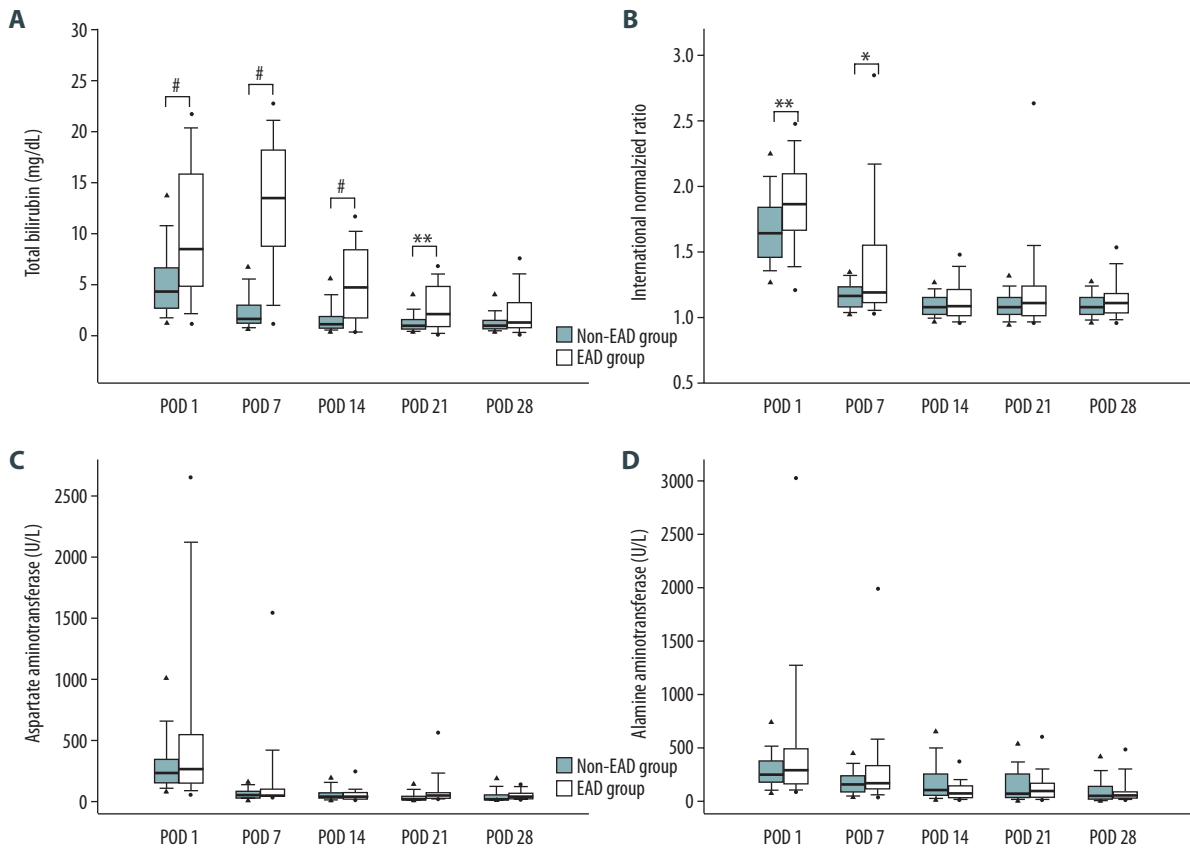 A
Total bilirubin (mg/dL)
30
25
20
15
10
5
0
#
#
#
**
POD 1
POD 7
POD 14
POD 21
POD 28
Non-EAD group
EAD group
B
International normalzied ratio
3.0
2.5
2.0
1.5
1.0
0.5
**
*
POD 1
POD 7
POD 14
POD 21
POD 28
C
Aspartate aminotransferase (U/L)
2500
2000
1500
1000
500
0
POD 1
POD 7
POD 14
POD 21
POD 28
Non-EAD group
EAD group
D
Alamine aminotransferase (U/L)
3000
2500
2000
1500
1000
500
0
POD 1
POD 7
POD 14
POD 21
POD 28